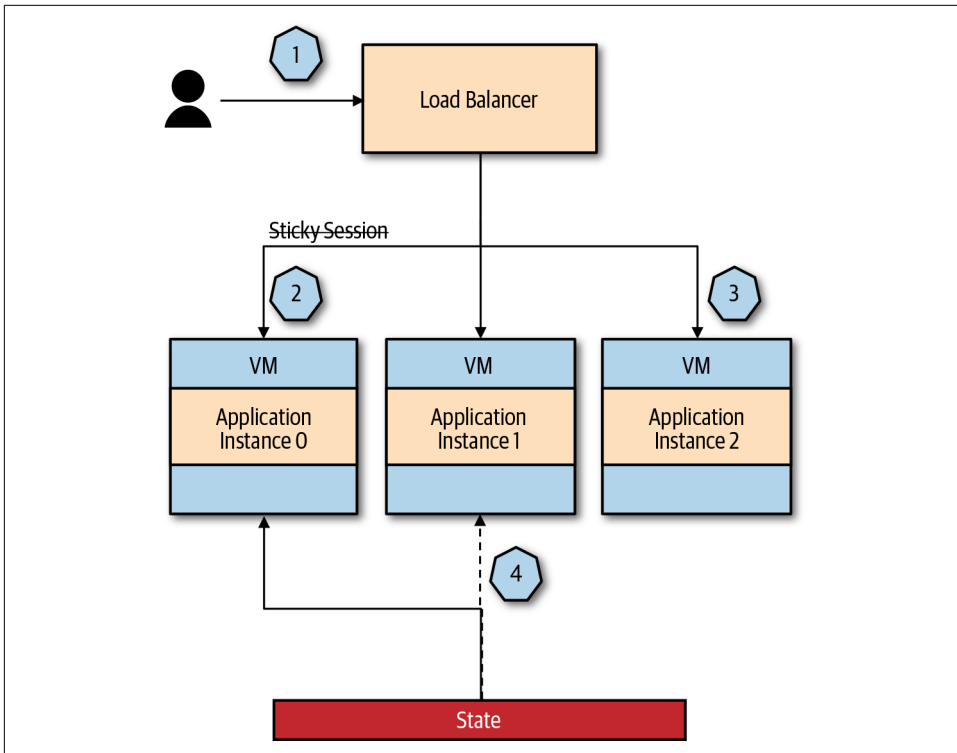 1
Load Balancer
Sticky Session
2
3
VM
VM
VM
Application
Instance 0
Application
Instance 1
Application
Instance 2
4
State